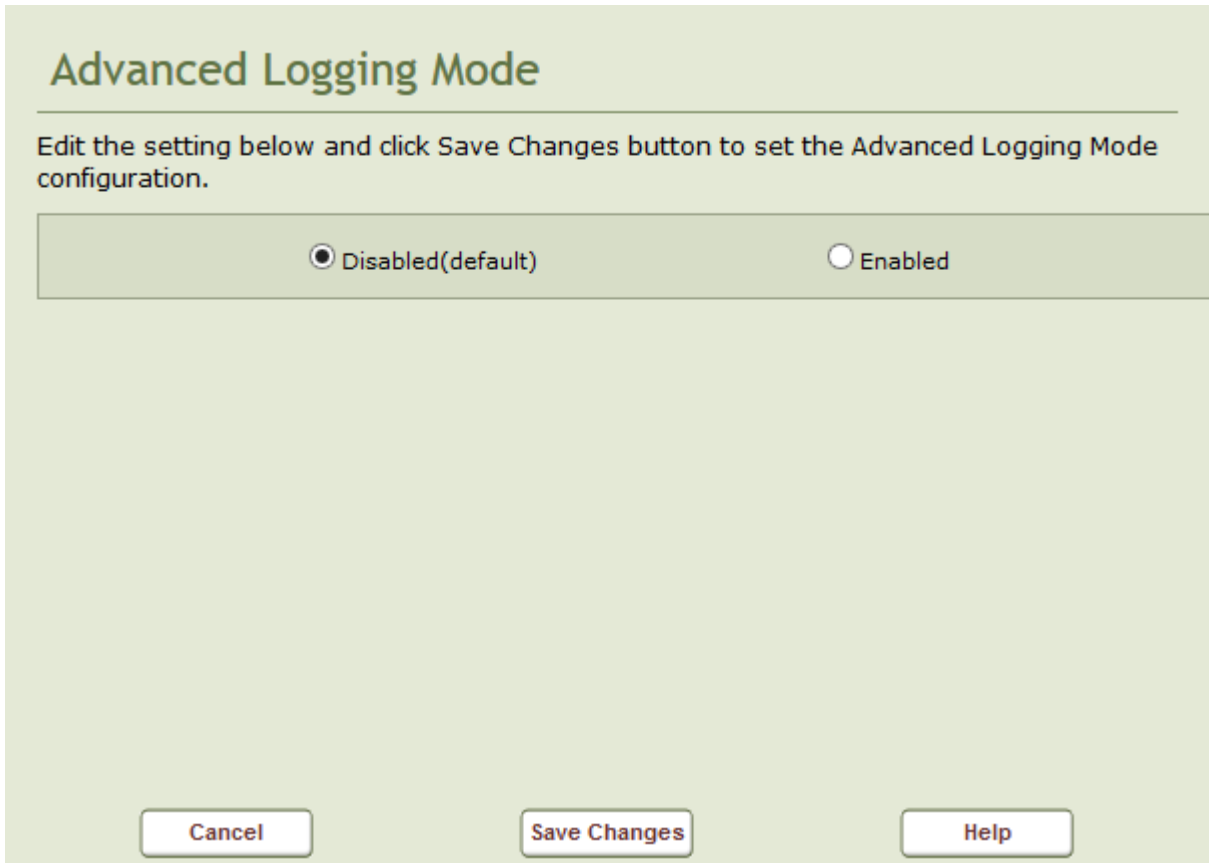 Advanced Logging Mode
Edit the setting below and click Save Changes button to set the Advanced Logging Mode
configuration.
Disabled(default) Enabled
Cancel Save Changes Help